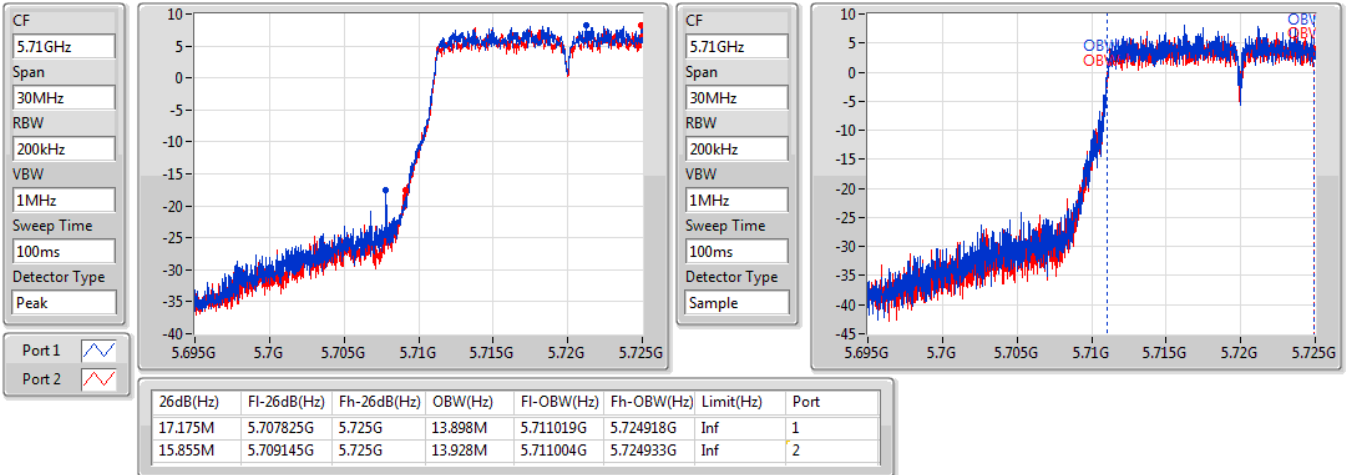 CF
5.71GHz
Span
30MHz
RBW
200kHz
VBW
1MHz
Sweep Time
100ms
Detector Type
Peak
Port 1
Port 2
10
5
0
-5
-10
-15
-20
-25
-30
-35
-40
5.695G 5.7G 5.705G 5.71G 5.715G 5.72G 5.725G
CF
5.71GHz
Span
30MHz
RBW
200kHz
VBW
1MHz
Sweep Time
100ms
Detector Type
Sample
10
5
0
-5
-10
-15
-20
-25
-30
-35
-40
-45
5.695G 5.7G 5.705G 5.71G 5.715G 5.72G 5.725G
OBW
OBW
OBW
OBW
26dB(Hz) Fl-26dB(Hz) Fh-26dB(Hz) OBW(Hz) Fl-OBW(Hz) Fh-OBW(Hz) Limit(Hz) Port
17.175M 5.707825G 5.725G 13.898M 5.711019G 5.724918G Inf 1
15.855M 5.709145G 5.725G 13.928M 5.711004G 5.724933G Inf 2